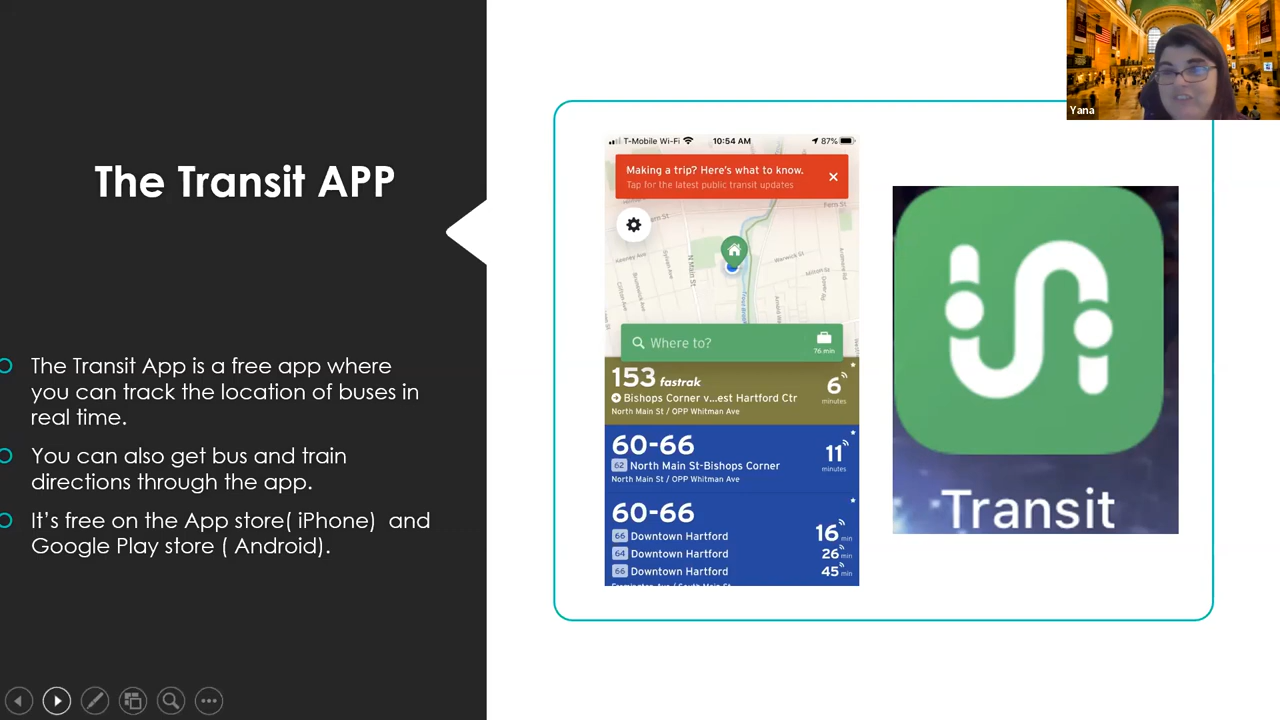 Yana
The Transit APP
The Transit App is a free app where
you can track the location of buses in
real time.
You can also get bus and train
directions through the app.
It's free on the App store( iPhone)  and
Google Play store ( Android).
T-Mobile Wi-Fi 10:54 AM 87%
Making a trip? Here's what to know.
Tap for the latest public transit updates
N Main St
Warwick St
Where to?
76 min
153 fastrak 6
Bishops Corner v...est Hartford Ctr minutes
North Main St / OPP Whitman Ave
60-66 11
62 North Main St-Bishops Corner minutes
North Main St / OPP Whitman Ave
60-66
66 Downtown Hartford 16 min
64 Downtown Hartford 26 min
66 Downtown Hartford 45 min
Transit